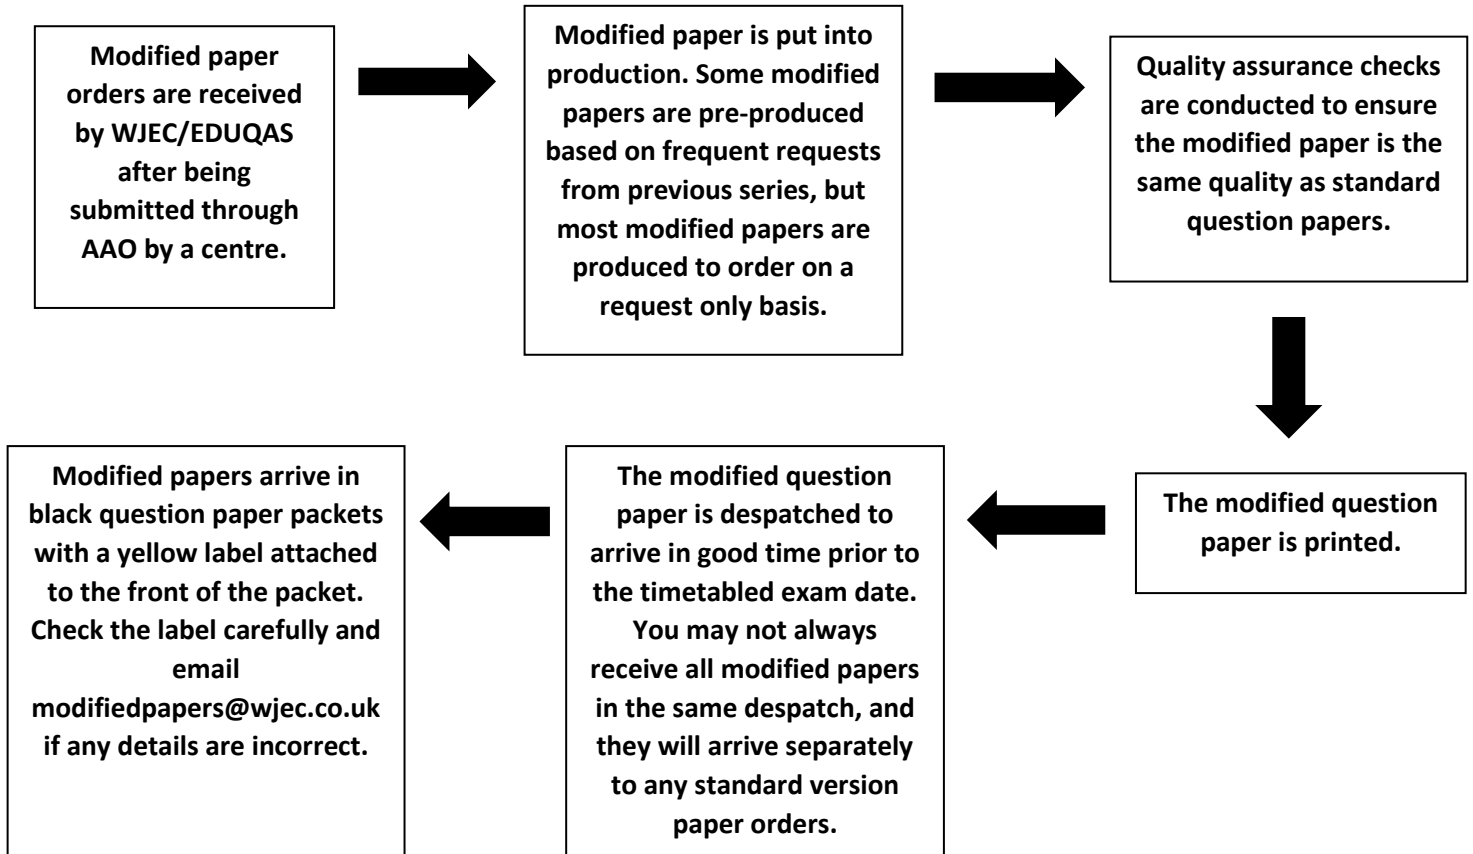 Modified paper
orders are received
by WJEC/EDUQAS
after being
submitted through
AAO by a centre.
Modified paper is put into
production. Some modified
papers are pre-produced
based on frequent requests
from previous series, but
most modified papers are
produced to order on a
request only basis.
Quality assurance checks
are conducted to ensure
the modified paper is the
same quality as standard
question papers.
The modified question
paper is printed.
The modified question
paper is despatched to
arrive in good time prior to
the timetabled exam date.
You may not always
receive all modified papers
in the same despatch, and
they will arrive separately
to any standard version
paper orders.
Modified papers arrive in
black question paper packets
with a yellow label attached
to the front of the packet.
Check the label carefully and
email
modifiedpapers@wjec.co.uk
if any details are incorrect.